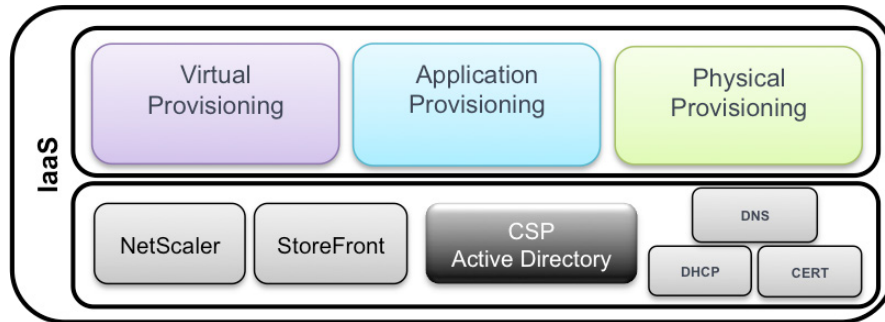 IaaS
Virtual
Provisioning
Application
Provisioning
Physical
Provisioning
NetScaler
StoreFront
CSP
Active Directory
DNS
DHCP
CERT